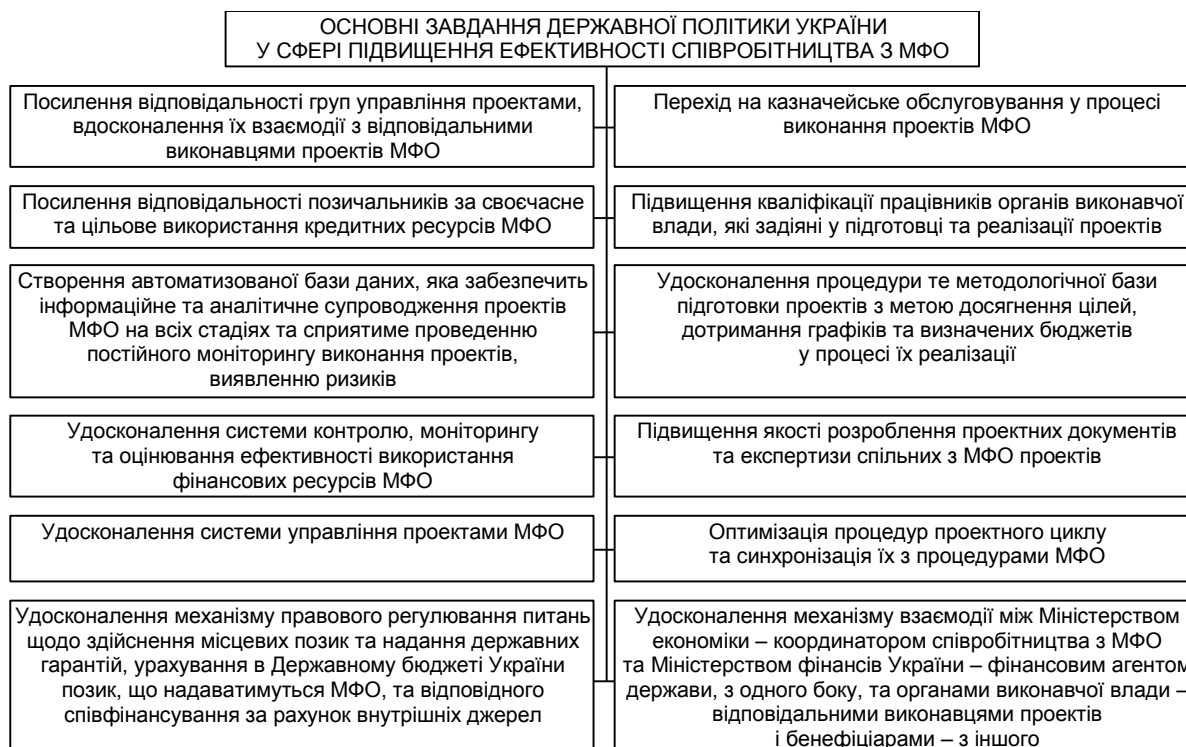 ОСНОВНІ ЗАВДАННЯ ДЕРЖАВНОЇ ПОЛІТИКИ УКРАЇНИ
У СФЕРІ ПІДВИЩЕННЯ ЕФЕКТИВНОСТІ СПІВРОБІТНИЦТВА З МФО
Посилення відповідальності груп управління проектами,
вдосконалення їх взаємодії з відповідальними
виконавцями проектів МФО
Перехід на казначейське обслуговування у процесі
виконання проектів МФО
Посилення відповідальності позичальників за своєчасне
та цільове використання кредитних ресурсів МФО
Підвищення кваліфікації працівників органів виконавчої
влади, які задіяні у підготовці та реалізації проектів
Створення автоматизованої бази даних, яка забезпечить
інформаційне та аналітичне супроводження проектів
МФО на всіх стадіях та сприятиме проведенню
постійного моніторингу виконання проектів,
виявленню ризиків
Удосконалення процедури те методологічної бази
підготовки проектів з метою досягнення цілей,
дотримання графіків та визначених бюджетів
у процесі їх реалізації
Удосконалення системи контролю, моніторингу
та оцінювання ефективності використання
фінансових ресурсів МФО
Підвищення якості розроблення проектних документів
та експертизи спільних з МФО проектів
Удосконалення системи управління проектами МФО
Оптимізація процедур проектного циклу
та синхронізація їх з процедурами МФО
Удосконалення механізму правового регулювання питань
щодо здійснення місцевих позик та надання державних
гарантій, урахування в Державному бюджеті України
позик, що надаватимуться МФО, та відповідного
співфінансування за рахунок внутрішніх джерел
Удосконалення механізму взаємодії між Міністерством
економіки – координатором співробітництва з МФО
та Міністерством фінансів України – фінансовим агентом
держави, з одного боку, та органами виконавчої влади –
відповідальними виконавцями проектів
і бенефіціарами – з іншого